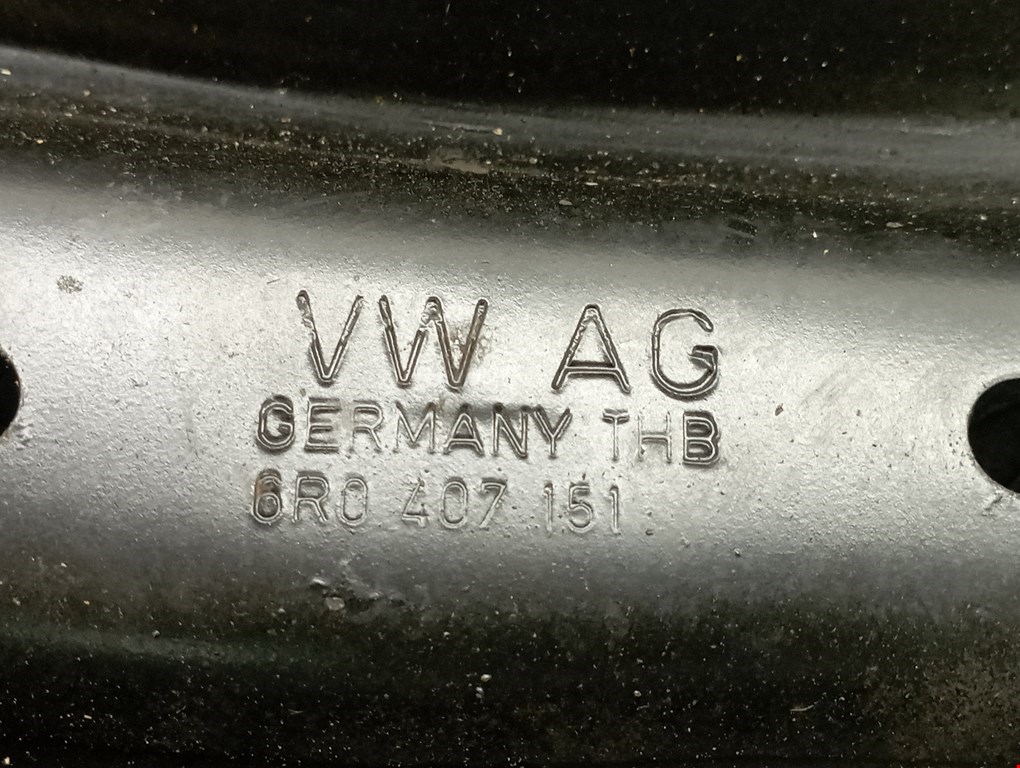 VW AG
GERMANY THB
6R0 407 151